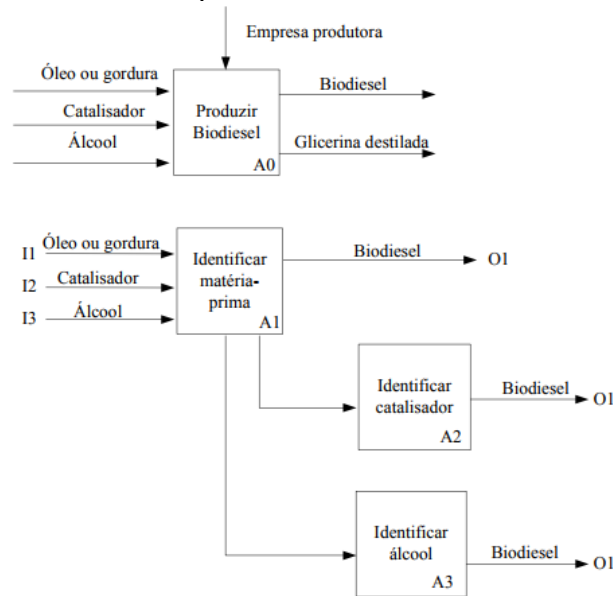 Empresa produtora
Óleo ou gordura
Catalisador
Álcool
Produzir
Biodiesel
A0
Biodiesel
Glicerina destilada
I1 Óleo ou gordura
I2 Catalisador
I3 Álcool
Identificar
matéria-
prima
A1
Biodiesel O1
Identificar
catalisador
A2
Biodiesel O1
Identificar
álcool
A3
Biodiesel O1